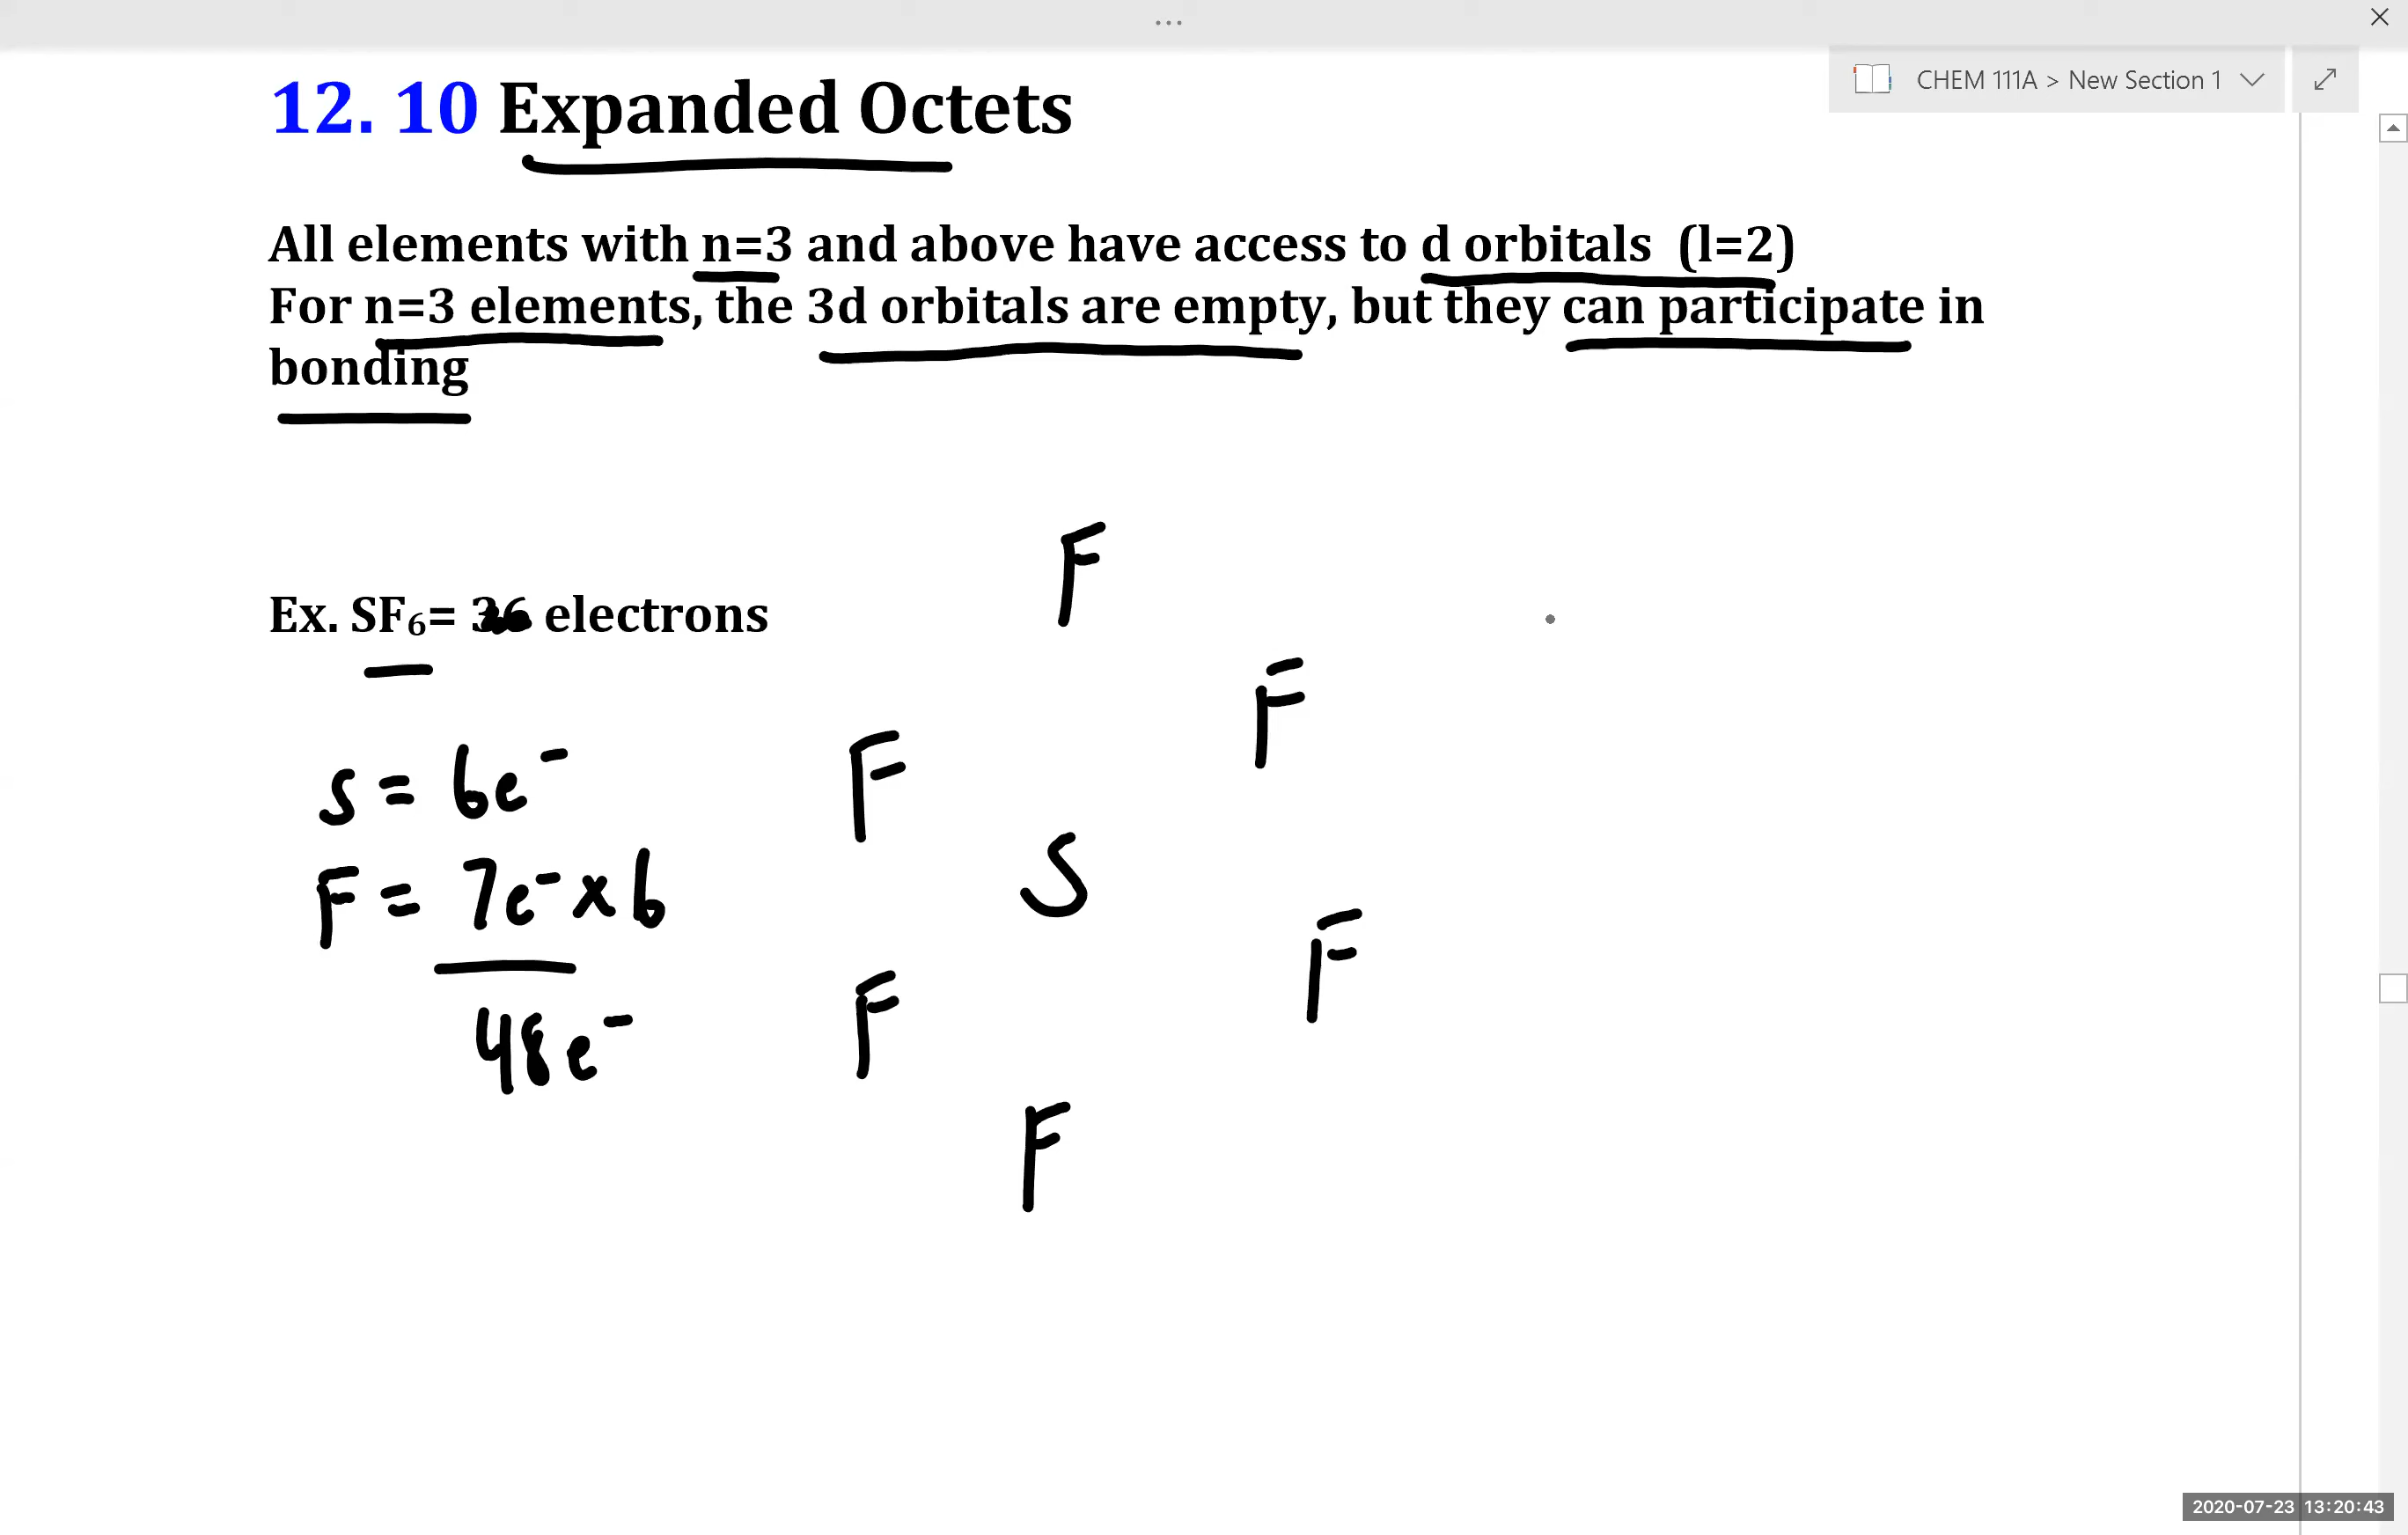 CHEM 111A > New Section 1
12. 10 Expanded Octets
All elements with n=3 and above have access to d orbitals (l=2)
For n=3 elements, the 3d orbitals are empty, but they can participate in
bonding
Ex. SF₆= electrons
S = 6e⁻
F = 7e⁻ x 6
48e⁻
F
F
F
S
F
F
F
2020-07-23 13:20:43